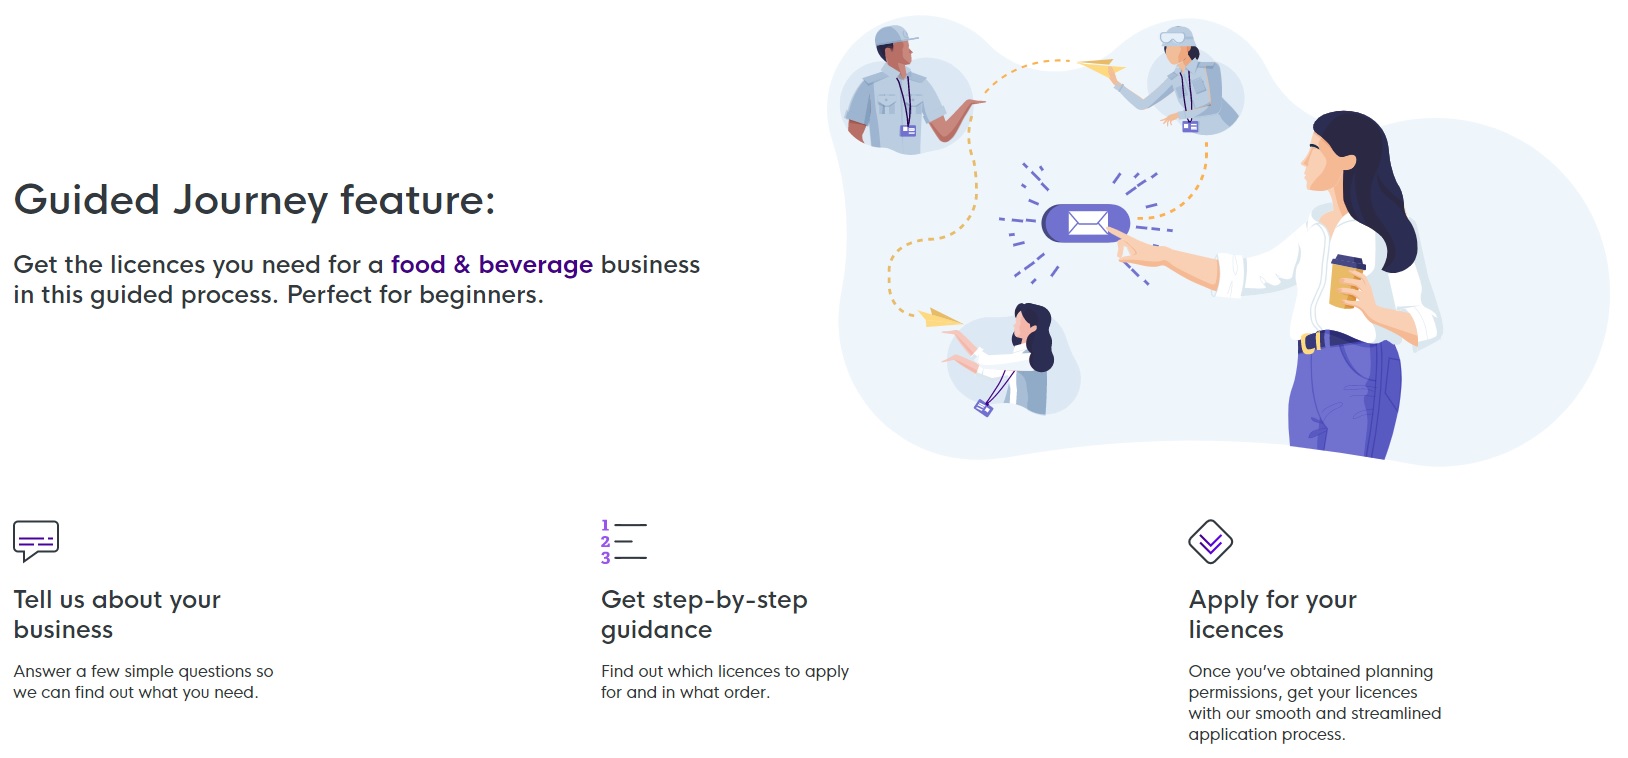 Guided Journey feature:
Get the licences you need for a food & beverage business
in this guided process. Perfect for beginners.
1
2
3
Tell us about your
business
Answer a few simple questions so
we can find out what you need.
Get step-by-step
guidance
Find out which licences to apply
for and in what order.
Apply for your
licences
Once you’ve obtained planning
permissions, get your licences
with our smooth and streamlined
application process.